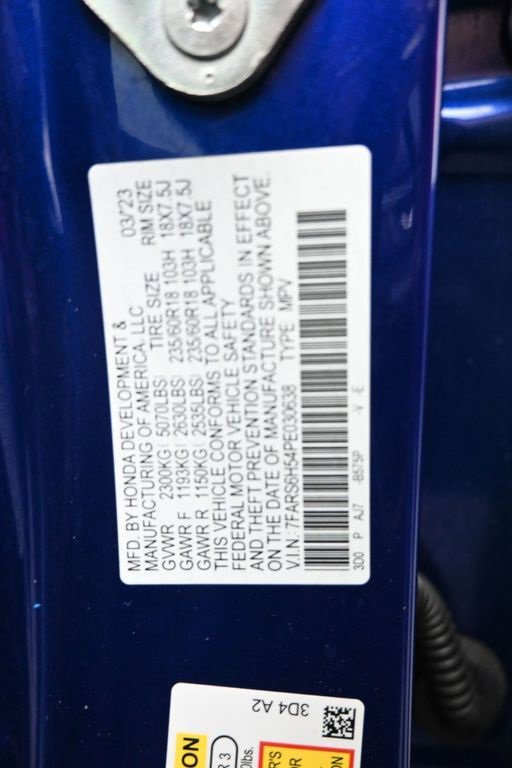 MFD. BY HONDA DEVELOPMENT & 03/'23
MANUFACTURING OF AMERICA, LLC TIRE SIZE RIM SIZE
GVWR 2300KG( 5070LBS)
GAWR F 1193KG( 2630LBS) 235/60R18 103H 18X7.5J
GAWR R 1150KG( 2535LBS) 235/60R18 103H 18X7.5J
THIS VEHICLE CONFORMS TO ALL APPLICABLE
FEDERAL MOTOR VEHICLE SAFETY
AND THEFT PREVENTION STANDARDS IN EFFECT
ON THE DATE OF MANUFACTURE SHOWN ABOVE.
V.I.N.: 7FARS6H54PE030638 TYPE MPV
3D0 P AJ7 -B575P -V -E
3D4 A2